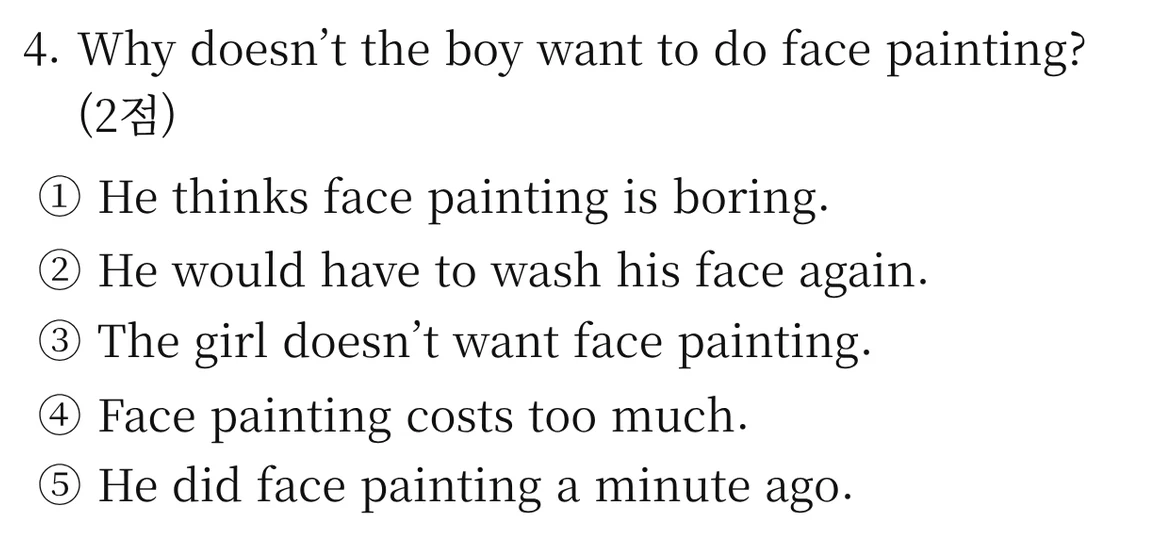 4. Why doesn’t the boy want to do face painting?
(2점)
① He thinks face painting is boring.
② He would have to wash his face again.
③ The girl doesn’t want face painting.
④ Face painting costs too much.
⑤ He did face painting a minute ago.